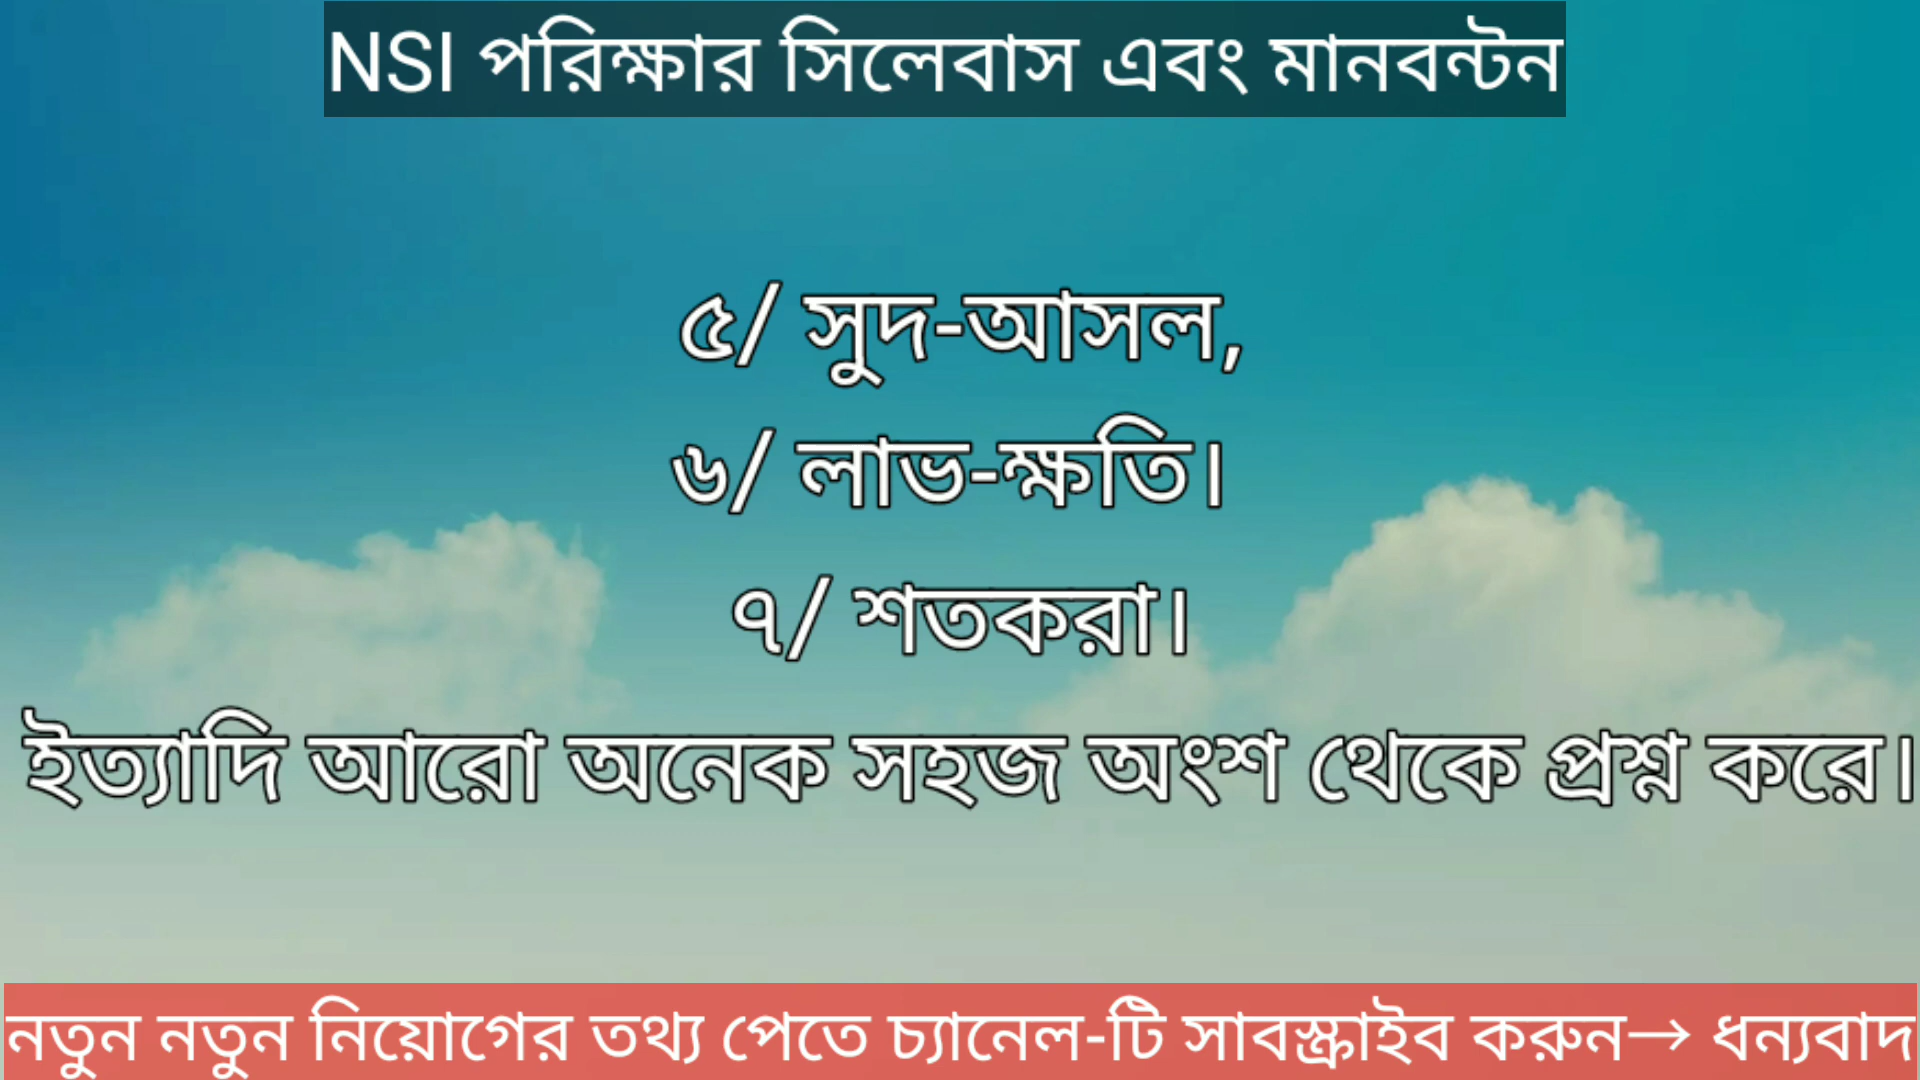 NSI পরিক্ষার সিলেবাস এবং মানবন্টন
৫/ সুদ-আসল,
৬/ লাভ-ক্ষতি।
৭/ শতকরা।
ইত্যাদি আরো অনেক সহজ অংশ থেকে প্রশ্ন করে।
নতুন নতুন নিয়োগের তথ্য পেতে চ্যানেল-টি সাবস্ক্রাইব করুন→ ধন্যবাদ